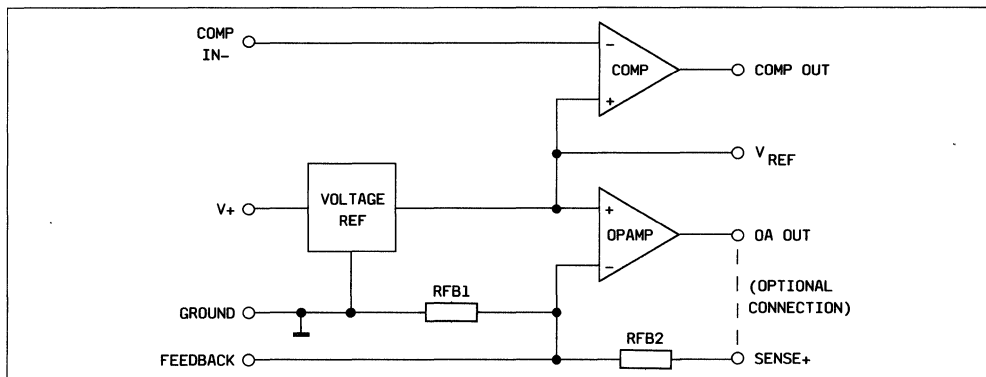 COMP
IN-
-
COMP
+
COMP OUT
V REF
V+
VOLTAGE
REF
+
OPAMP
-
OA OUT
(OPTIONAL
CONNECTION)
GROUND
RFB1
FEEDBACK
RFB2
SENSE+